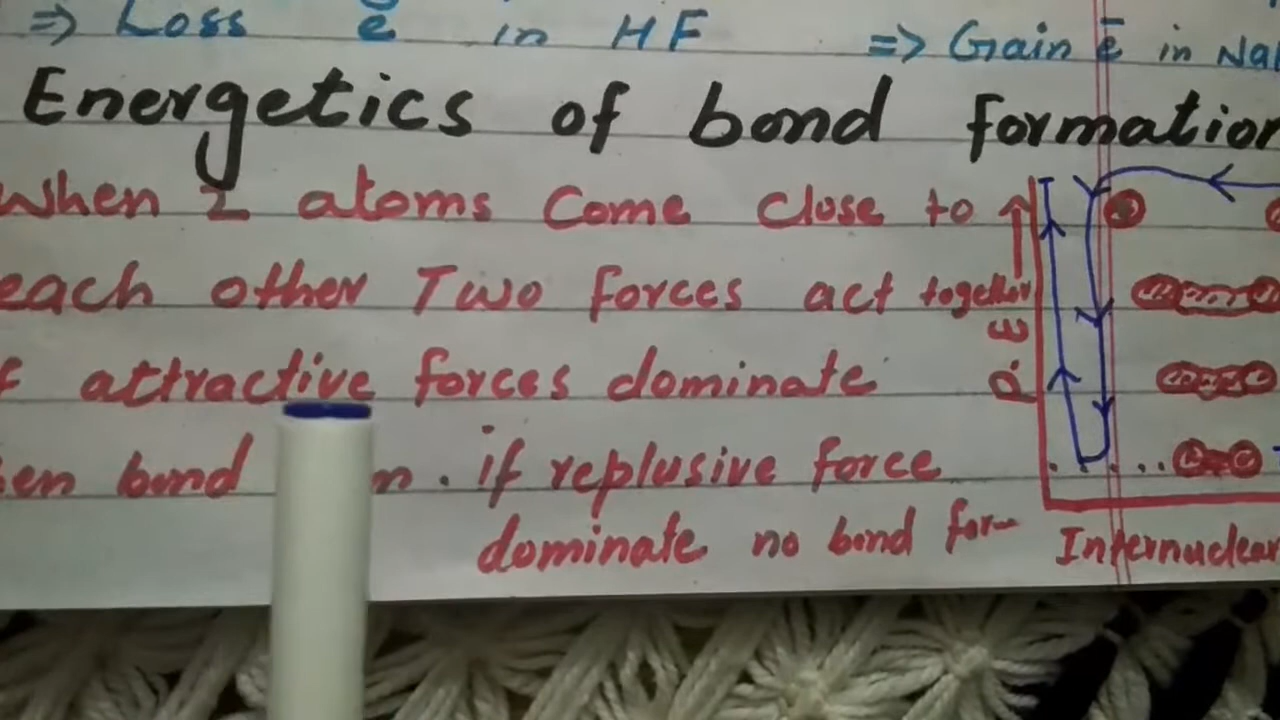 ⇒ Loss ē in HF ⇒ Gain ē in Na
Energetics of bond formation
When 2 atoms come close to
each other Two forces act together
attractive forces dominate
bond . if replusive force
dominate no bond for-
P.E
Internuclear